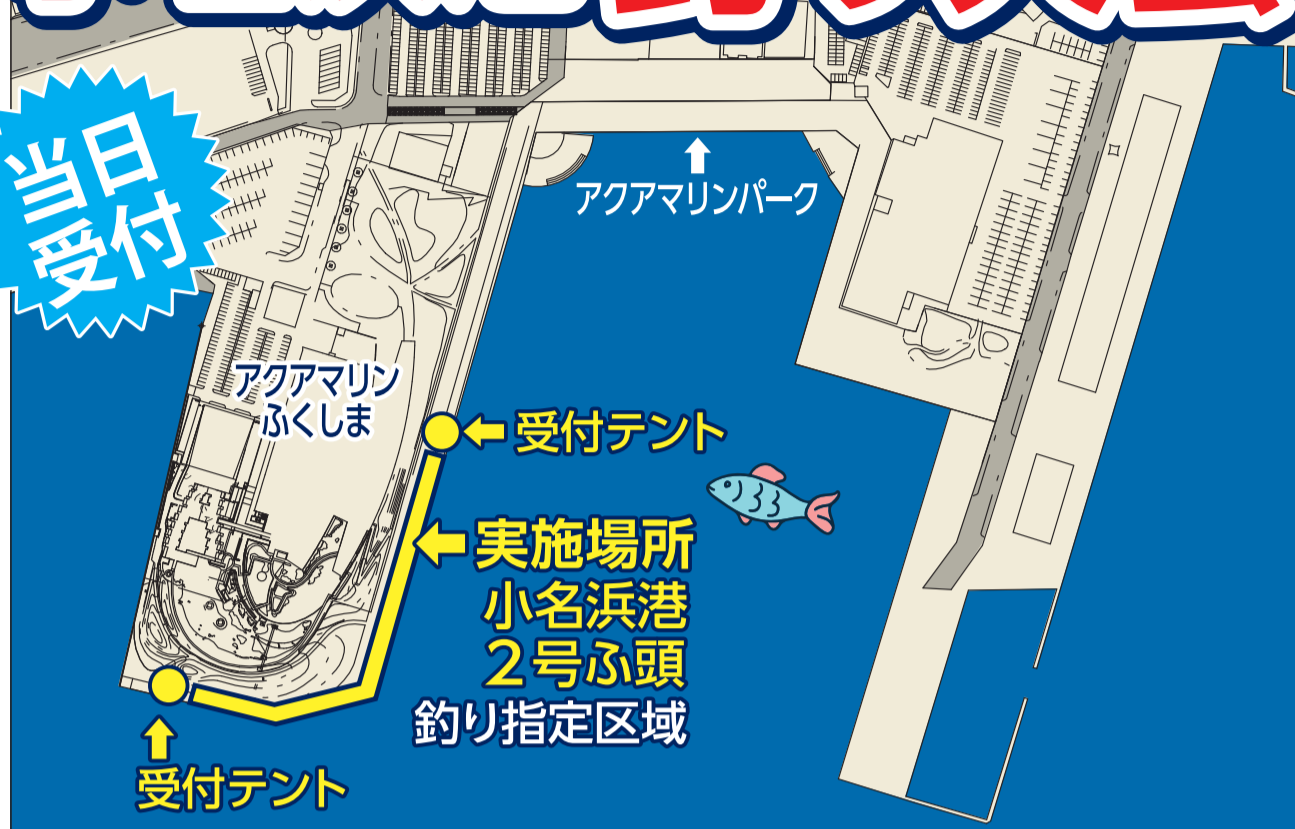 当日
受付
アクアマリンパーク
アクアマリン
ふくしま
受付テント
実施場所
小名浜港
２号ふ頭
釣り指定区域
受付テント